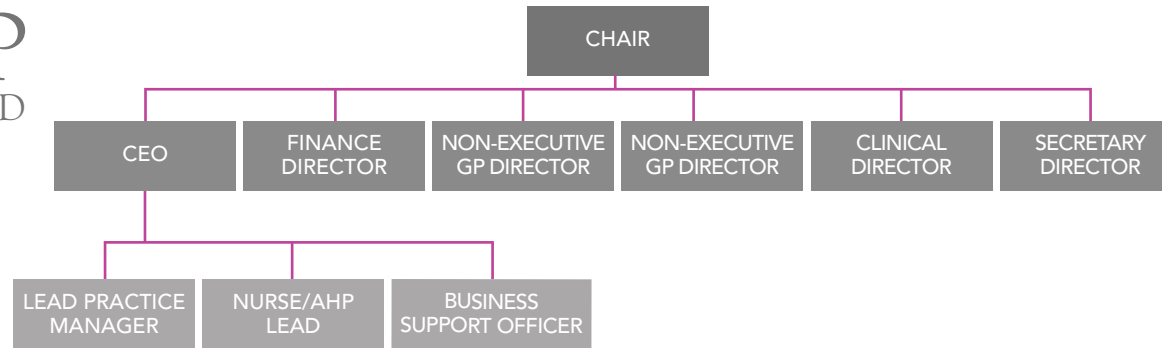 P
D
CHAIR
CEO
FINANCE
DIRECTOR
NON-EXECUTIVE
GP DIRECTOR
NON-EXECUTIVE
GP DIRECTOR
CLINICAL
DIRECTOR
SECRETARY
DIRECTOR
LEAD PRACTICE
MANAGER
NURSE/AHP
LEAD
BUSINESS
SUPPORT OFFICER